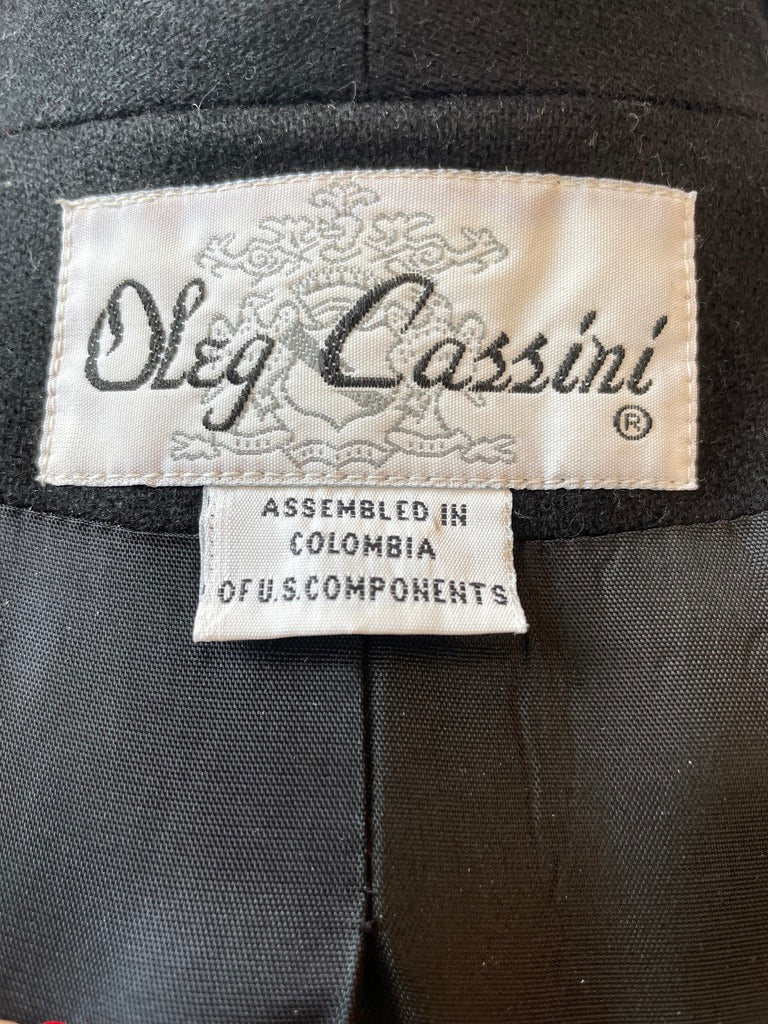 Oleg Cassini
®
ASSEMBLED IN
COLOMBIA
OF U.S. COMPONENTS